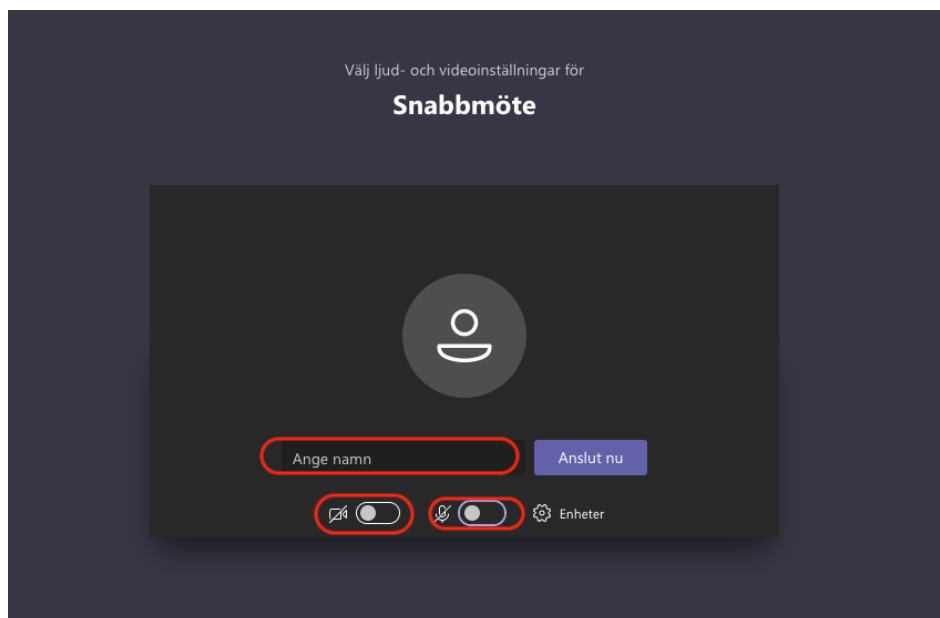 Välj ljud- och videoinställningar för
Snabbmöte
Ange namn
Anslut nu
Enheter